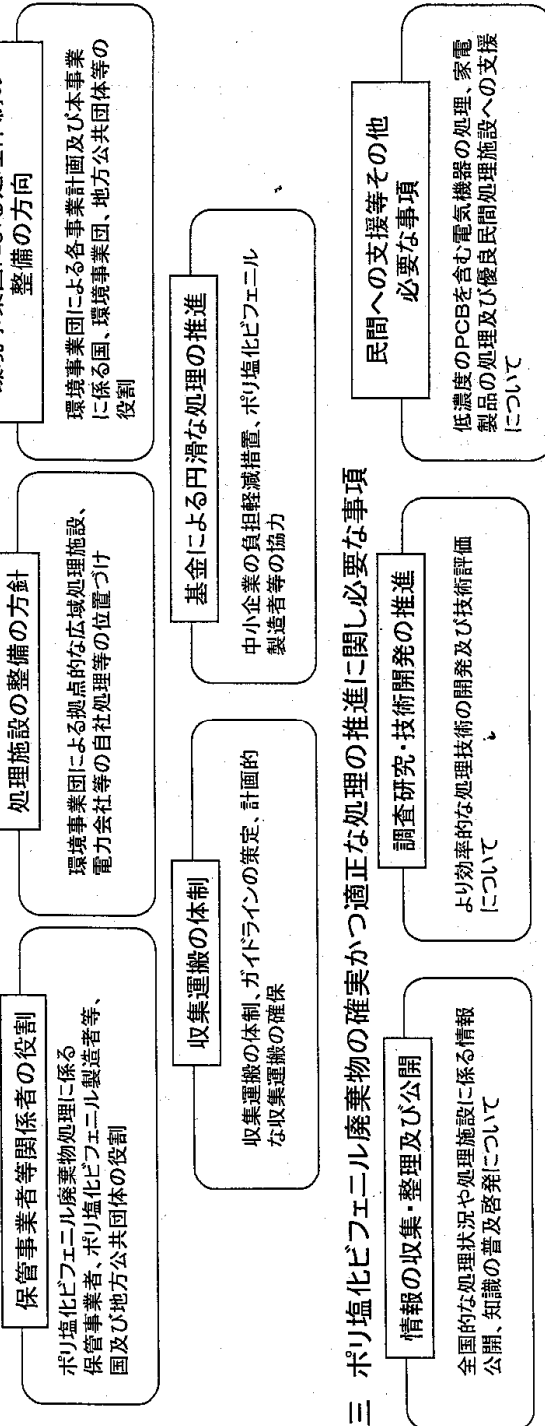 保管事業者等関係者の役割
ポリ塩化ビフェニル廃棄物処理に係る
保管事業者、ポリ塩化ビフェニル製造者等、
国及び地方公共団体の役割
処理施設の整備の方針
環境事業団による拠点的な広域処理施設、
電力会社等の自社処理等の位置づけ
整備の方向
環境事業団による各事業計画及び本事業
に係る国、環境事業団、地方公共団体等の
役割
収集運搬の体制
収集運搬の体制、ガイドラインの策定、計画的
な収集運搬の確保
基金による円滑な処理の推進
中小企業の負担軽減措置、ポリ塩化ビフェニル
製造者等の協力
三 ポリ塩化ビフェニル廃棄物の確実かつ適正な処理の推進に関し必要な事項
情報の収集・整理及び公開
全国的な処理状況や処理施設に係る情報
公開、知識の普及啓発について
調査研究・技術開発の推進
より効率的な処理技術の開発及び技術評価
について
民間への支援等その他
必要な事項
低濃度のPCBを含む電気機器の処理、家電
製品の処理及び優良民間処理施設への支援
について